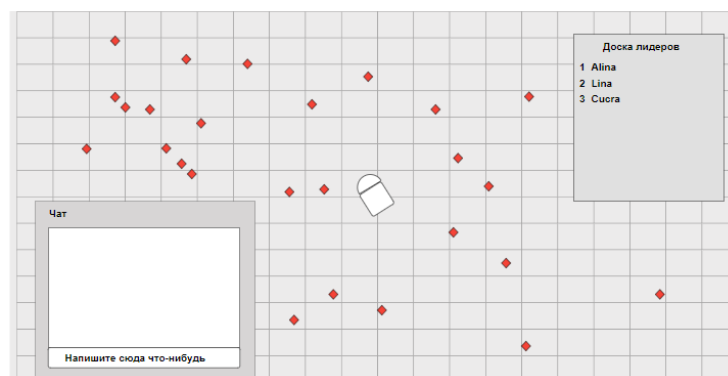 Доска лидеров
1 Alina
2 Lina
3 Cucra
Чат
Напишите сюда что-нибудь